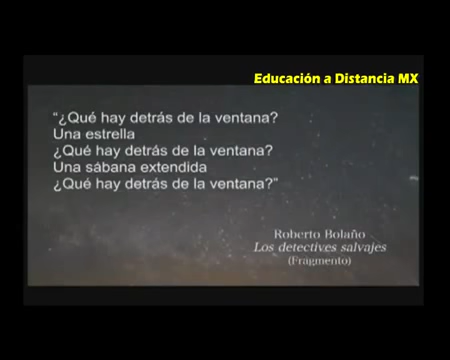 Educación a Distancia MX
“¿Qué hay detrás de la ventana?
Una estrella
¿Qué hay detrás de la ventana?
Una sábana extendida
¿Qué hay detrás de la ventana?”
Roberto Bolaño
Los detectives salvajes
(Fragmento)